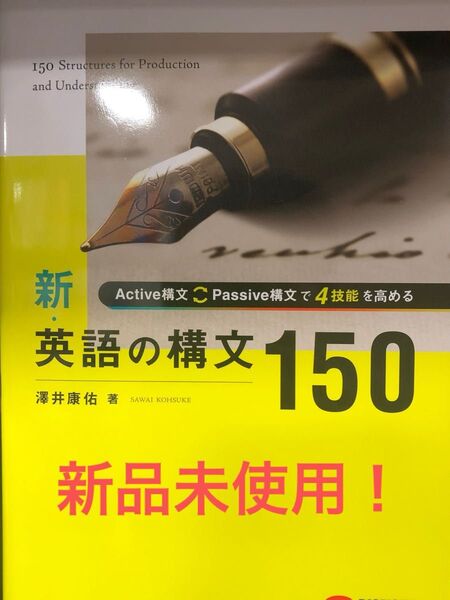 150 Structures for Production
and Understanding
Active構文 Passive構文で4技能を高める
新・
英語の構文150
澤井康佑 著 SAWAI KOHSUKE
新品未使用！